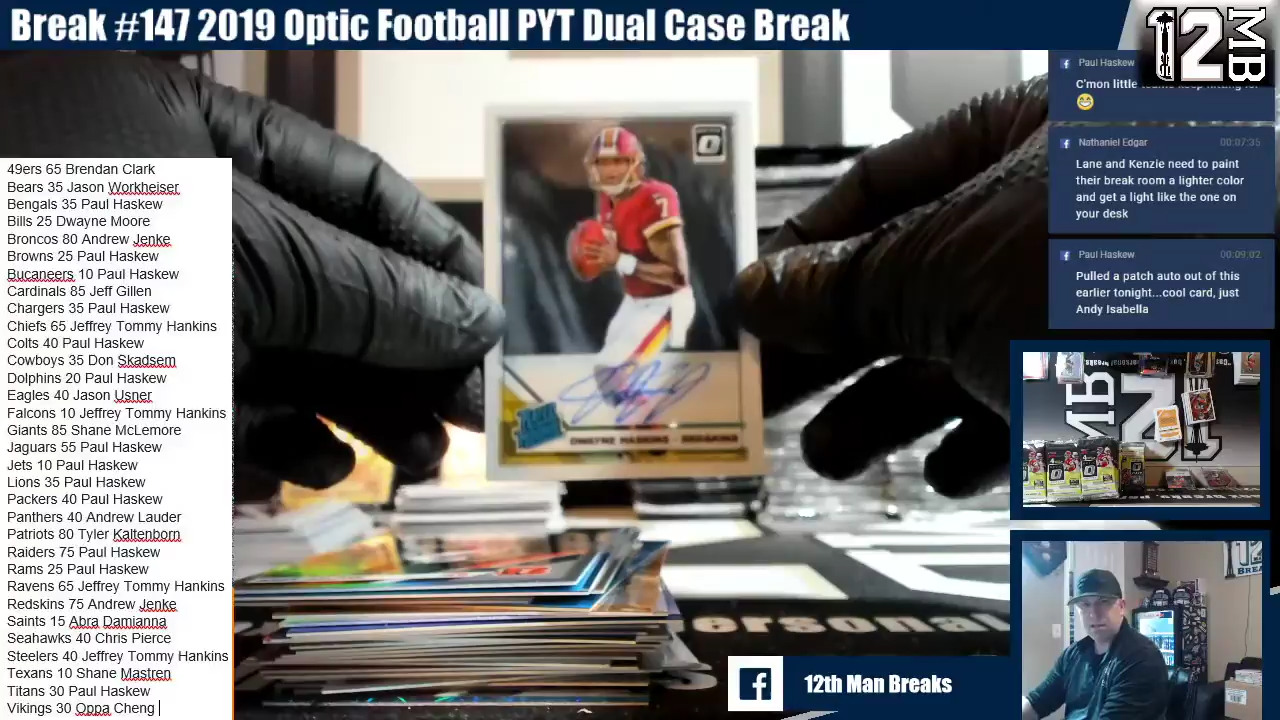 Break #147 2019 Optic Football PYT Dual Case Break
12
MB
49ers 65 Brendan Clark
Bears 35 Jason Workheiser
Bengals 35 Paul Haskew
Bills 25 Dwayne Moore
Broncos 80 Andrew Jenke
Browns 25 Paul Haskew
Bucaneers 10 Paul Haskew
Cardinals 85 Jeff Gillen
Chargers 35 Paul Haskew
Chiefs 65 Jeffrey Tommy Hankins
Colts 40 Paul Haskew
Cowboys 35 Don Skadsem
Dolphins 20 Paul Haskew
Eagles 40 Jason Usner
Falcons 10 Jeffrey Tommy Hankins
Giants 85 Shane McLemore
Jaguars 55 Paul Haskew
Jets 10 Paul Haskew
Lions 35 Paul Haskew
Packers 40 Paul Haskew
Panthers 40 Andrew Lauder
Patriots 80 Tyler Kaltenborn
Raiders 75 Paul Haskew
Rams 25 Paul Haskew
Ravens 65 Jeffrey Tommy Hankins
Redskins 75 Andrew Jenke
Saints 15 Abra Damianna
Seahawks 40 Chris Pierce
Steelers 40 Jeffrey Tommy Hankins
Texans 10 Shane Mastren
Titans 30 Paul Haskew
Vikings 30 Oppa Cheng
7
DWAYNE HASKINS - REDSKINS
ersonal
Paul Haskew
C'mon little teams keep hitting for
Nathaniel Edgar 00:07:35
Lane and Kenzie need to paint
their break room a lighter color
and get a light like the one on
your desk
Paul Haskew 00:09:02
Pulled a patch auto out of this
earlier tonight...cool card, just
Andy Isabella
MB
12
12th Man Breaks